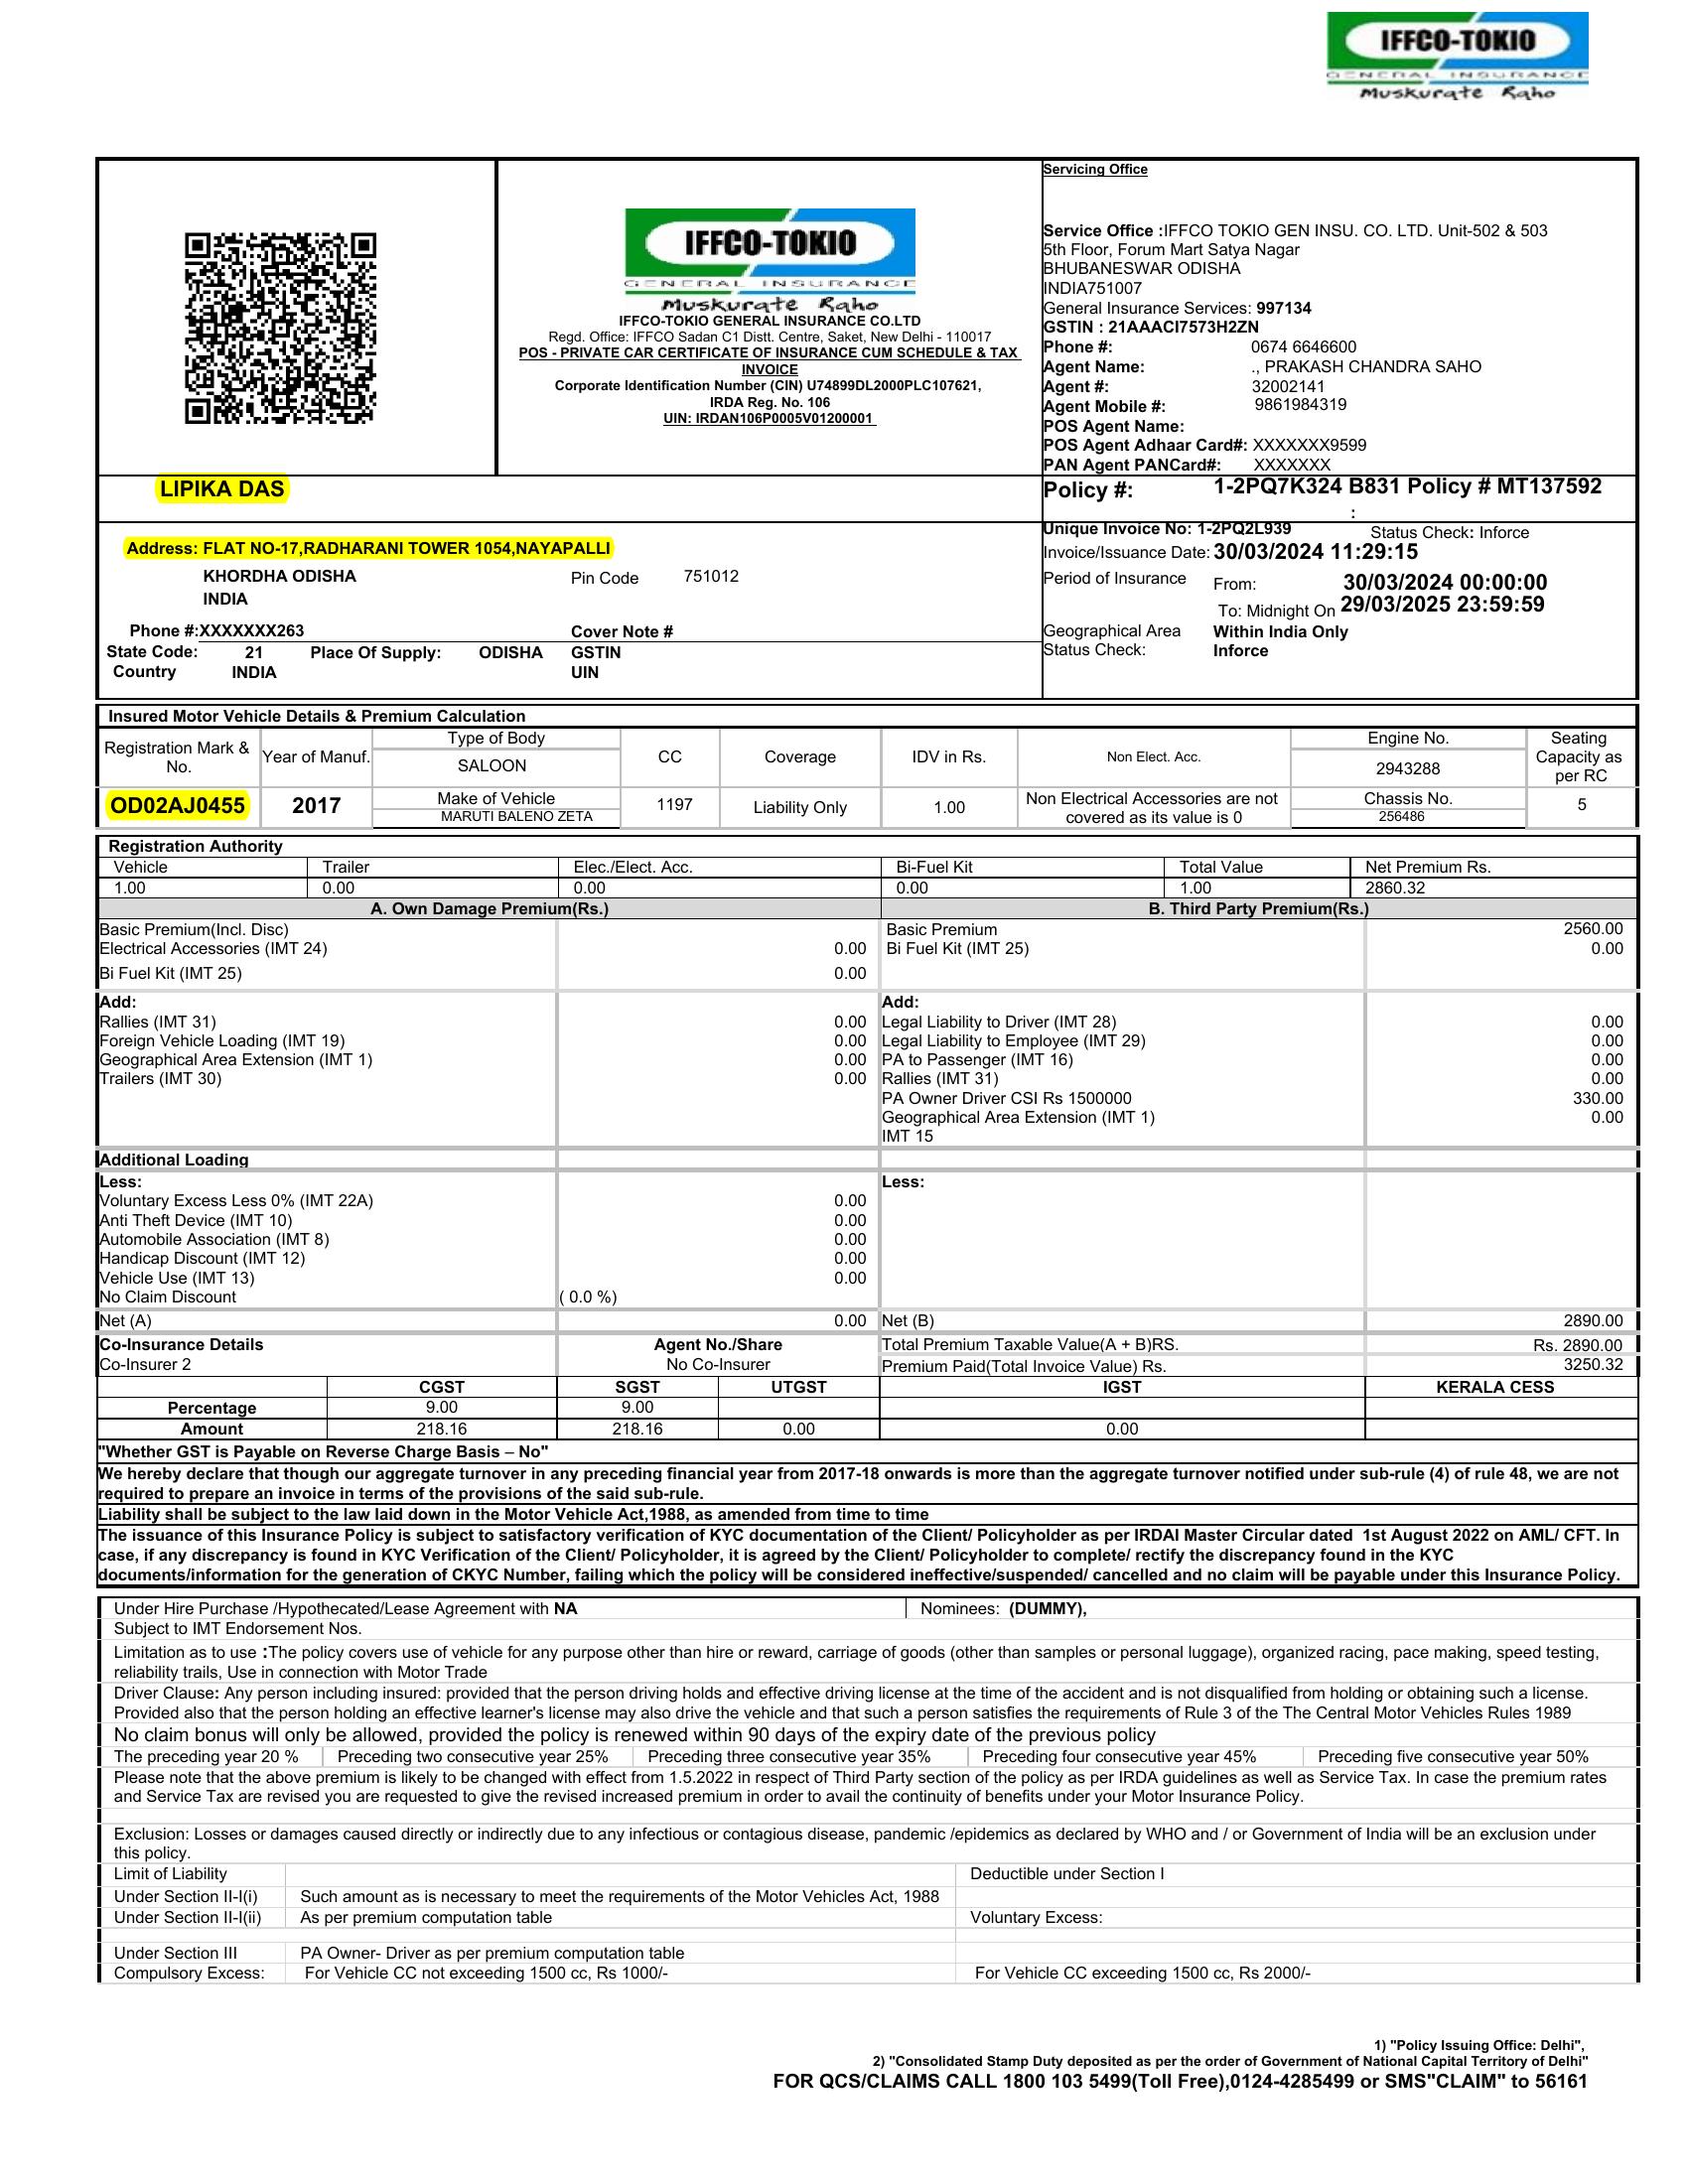 IFFCO-TOKIO
GENERAL INSURANCE
Muskurate Raho
IFFCO-TOKIO
GENERAL INSURANCE
Muskurate Raho
IFFCO-TOKIO GENERAL INSURANCE CO.LTD
Regd. Office: IFFCO Sadan C1 Distt. Centre, Saket, New Delhi - 110017
POS - PRIVATE CAR CERTIFICATE OF INSURANCE CUM SCHEDULE & TAX
INVOICE
Corporate Identification Number (CIN) U74899DL2000PLC107621,
IRDA Reg. No. 106
UIN: IRDAN106P0005V01200001
Servicing Office
Service Office :IFFCO TOKIO GEN INSU. CO. LTD. Unit-502 & 503
5th Floor, Forum Mart Satya Nagar
BHUBANESWAR ODISHA
INDIA751007
General Insurance Services: 997134
GSTIN : 21AAACI7573H2ZN
Phone #: 0674 6646600
Agent Name: ., PRAKASH CHANDRA SAHO
Agent #: 32002141
Agent Mobile #: 9861984319
POS Agent Name:
POS Agent Adhaar Card#: XXXXXXX9599
PAN Agent PANCard#: XXXXXXX
LIPIKA DAS
Policy #: 1-2PQ7K324 B831 Policy # MT137592
:
Address: FLAT NO-17,RADHARANI TOWER 1054,NAYAPALLI
KHORDHA ODISHA Pin Code 751012
INDIA
Phone #:XXXXXXX263 Cover Note #
State Code: 21 Place Of Supply: ODISHA GSTIN
Country INDIA UIN
Unique Invoice No: 1-2PQ2L939 Status Check: Inforce
Invoice/Issuance Date: 30/03/2024 11:29:15
Period of Insurance From: 30/03/2024 00:00:00
To: Midnight On 29/03/2025 23:59:59
Geographical Area Within India Only
Status Check: Inforce
Insured Motor Vehicle Details & Premium Calculation
Registration Mark & No. Year of Manuf. Type of Body CC Coverage IDV in Rs. Non Elect. Acc. Engine No. Seating Capacity as per RC
SALOON 2943288
OD02AJ0455 2017 Make of Vehicle 1197 Liability Only 1.00 Non Electrical Accessories are not covered as its value is 0 Chassis No. 5
MARUTI BALENO ZETA 256486
Registration Authority
Vehicle Trailer Elec./Elect. Acc. Bi-Fuel Kit Total Value Net Premium Rs.
1.00 0.00 0.00 0.00 1.00 2860.32
A. Own Damage Premium(Rs.) B. Third Party Premium(Rs.)
Basic Premium(Incl. Disc) Basic Premium 2560.00
Electrical Accessories (IMT 24) 0.00 Bi Fuel Kit (IMT 25) 0.00
Bi Fuel Kit (IMT 25) 0.00
Add: Add:
Rallies (IMT 31) 0.00 Legal Liability to Driver (IMT 28) 0.00
Foreign Vehicle Loading (IMT 19) 0.00 Legal Liability to Employee (IMT 29) 0.00
Geographical Area Extension (IMT 1) 0.00 PA to Passenger (IMT 16) 0.00
Trailers (IMT 30) 0.00 Rallies (IMT 31) 0.00
PA Owner Driver CSI Rs 1500000 330.00
Geographical Area Extension (IMT 1) 0.00
IMT 15
Additional Loading
Less: Less:
Voluntary Excess Less 0% (IMT 22A) 0.00
Anti Theft Device (IMT 10) 0.00
Automobile Association (IMT 8) 0.00
Handicap Discount (IMT 12) 0.00
Vehicle Use (IMT 13) 0.00
No Claim Discount ( 0.0 %)
Net (A) 0.00 Net (B) 2890.00
Co-Insurance Details Agent No./Share Total Premium Taxable Value(A + B)RS. Rs. 2890.00
Co-Insurer 2 No Co-Insurer Premium Paid(Total Invoice Value) Rs. 3250.32
CGST SGST UTGST IGST KERALA CESS
Percentage 9.00 9.00
Amount 218.16 218.16 0.00 0.00
"Whether GST is Payable on Reverse Charge Basis – No"
We hereby declare that though our aggregate turnover in any preceding financial year from 2017-18 onwards is more than the aggregate turnover notified under sub-rule (4) of rule 48, we are not
required to prepare an invoice in terms of the provisions of the said sub-rule.
Liability shall be subject to the law laid down in the Motor Vehicle Act,1988, as amended from time to time
The issuance of this Insurance Policy is subject to satisfactory verification of KYC documentation of the Client/ Policyholder as per IRDAI Master Circular dated 1st August 2022 on AML/ CFT. In
case, if any discrepancy is found in KYC Verification of the Client/ Policyholder, it is agreed by the Client/ Policyholder to complete/ rectify the discrepancy found in the KYC
documents/information for the generation of CKYC Number, failing which the policy will be considered ineffective/suspended/ cancelled and no claim will be payable under this Insurance Policy.
Under Hire Purchase /Hypothecated/Lease Agreement with NA Nominees: (DUMMY),
Subject to IMT Endorsement Nos.
Limitation as to use :The policy covers use of vehicle for any purpose other than hire or reward, carriage of goods (other than samples or personal luggage), organized racing, pace making, speed testing,
reliability trails, Use in connection with Motor Trade
Driver Clause: Any person including insured: provided that the person driving holds and effective driving license at the time of the accident and is not disqualified from holding or obtaining such a license.
Provided also that the person holding an effective learner's license may also drive the vehicle and that such a person satisfies the requirements of Rule 3 of the The Central Motor Vehicles Rules 1989
No claim bonus will only be allowed, provided the policy is renewed within 90 days of the expiry date of the previous policy
The preceding year 20 % Preceding two consecutive year 25% Preceding three consecutive year 35% Preceding four consecutive year 45% Preceding five consecutive year 50%
Please note that the above premium is likely to be changed with effect from 1.5.2022 in respect of Third Party section of the policy as per IRDA guidelines as well as Service Tax. In case the premium rates
and Service Tax are revised you are requested to give the revised increased premium in order to avail the continuity of benefits under your Motor Insurance Policy.
Exclusion: Losses or damages caused directly or indirectly due to any infectious or contagious disease, pandemic /epidemics as declared by WHO and / or Government of India will be an exclusion under
this policy.
Limit of Liability Deductible under Section I
Under Section II-I(i) Such amount as is necessary to meet the requirements of the Motor Vehicles Act, 1988
Under Section II-I(ii) As per premium computation table Voluntary Excess:
Under Section III PA Owner- Driver as per premium computation table
Compulsory Excess: For Vehicle CC not exceeding 1500 cc, Rs 1000/- For Vehicle CC exceeding 1500 cc, Rs 2000/-
1) "Policy Issuing Office: Delhi",
2) "Consolidated Stamp Duty deposited as per the order of Government of National Capital Territory of Delhi"
FOR QCS/CLAIMS CALL 1800 103 5499(Toll Free),0124-4285499 or SMS"CLAIM" to 56161